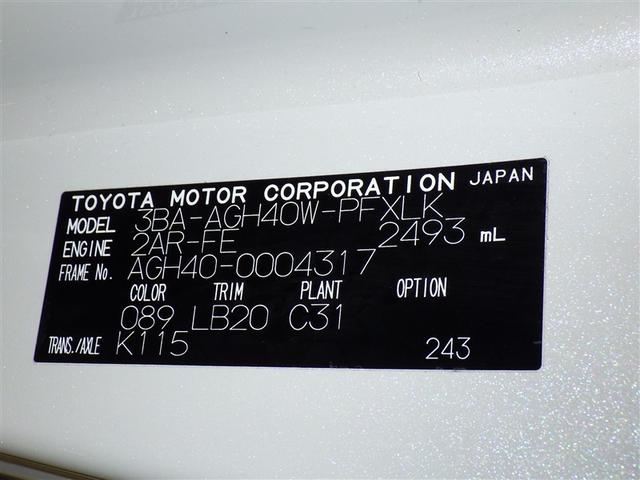 TOYOTA MOTOR CORPORATION JAPAN
MODEL 3BA-AGH40W-PFXLK
ENGINE 2AR-FE 2493 mL
FRAME No. AGH40-0004317
COLOR TRIM PLANT OPTION
089 LB20 C31
TRANS./AXLE K115 243